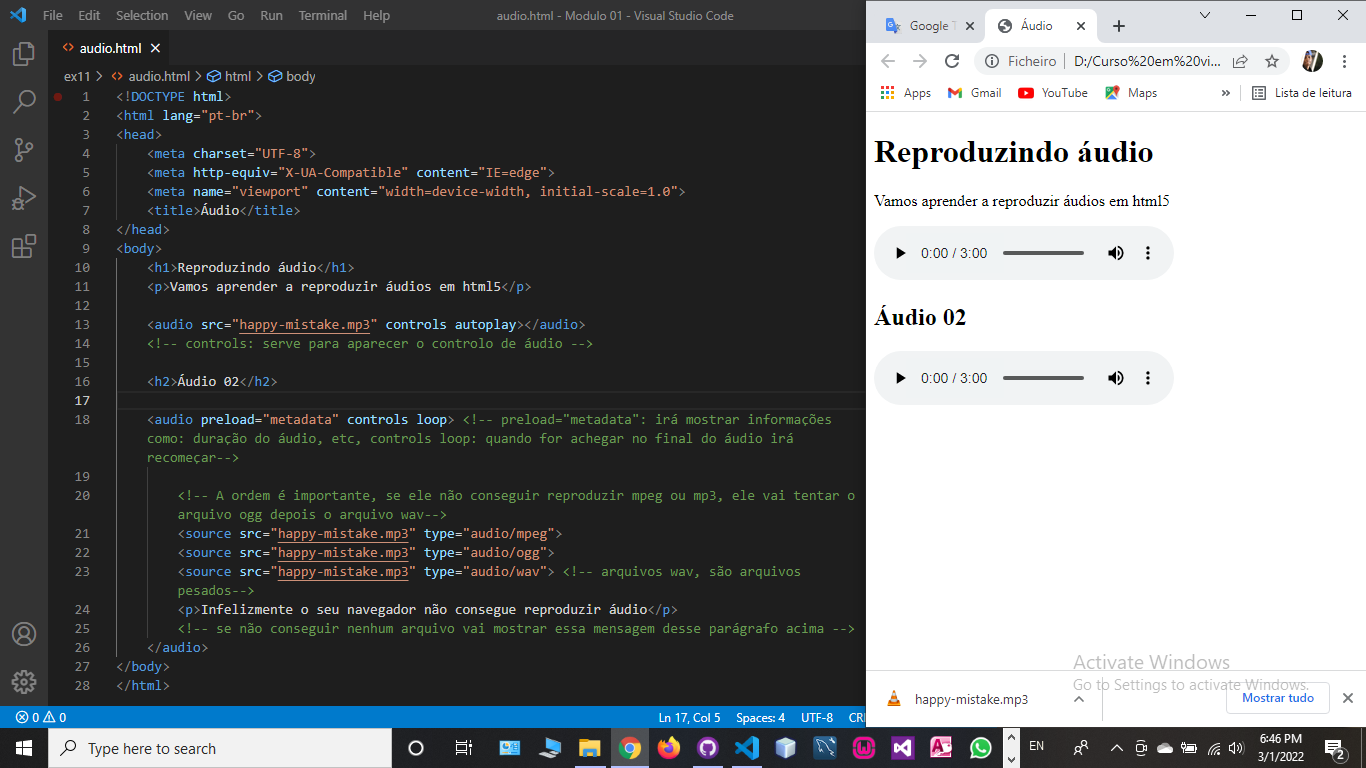 File Edit Selection View Go Run Terminal Help audio.html - Modulo 01 - Visual Studio Code
audio.html
ex11 > audio.html > html > body
1 <!DOCTYPE html>
2 <html lang="pt-br">
3 <head>
4 <meta charset="UTF-8">
5 <meta http-equiv="X-UA-Compatible" content="IE=edge">
6 <meta name="viewport" content="width=device-width, initial-scale=1.0">
7 <title>Áudio</title>
8 </head>
9 <body>
10 <h1>Reproduzindo áudio</h1>
11 <p>Vamos aprender a reproduzir áudios em html5</p>
12
13 <audio src="happy-mistake.mp3" controls autoplay></audio>
14 <!-- controls: serve para aparecer o controlo de áudio -->
15
16 <h2>Áudio 02</h2>
17
18 <audio preload="metadata" controls loop> <!-- preload="metadata": irá mostrar informações
como: duração do áudio, etc, controls loop: quando for achegar no final do áudio irá
recomeçar-->
19
20 <!-- A ordem é importante, se ele não conseguir reproduzir mpeg ou mp3, ele vai tentar o
arquivo ogg depois o arquivo wav-->
21 <source src="happy-mistake.mp3" type="audio/mpeg">
22 <source src="happy-mistake.mp3" type="audio/ogg">
23 <source src="happy-mistake.mp3" type="audio/wav"> <!-- arquivos wav, são arquivos
pesados-->
24 <p>Infelizmente o seu navegador não consegue reproduzir áudio</p>
25 <!-- se não conseguir nenhum arquivo vai mostrar essa mensagem desse parágrafo acima -->
26 </audio>
27 </body>
28 </html>
0 0 Ln 17, Col 5 Spaces: 4 UTF-8 CR
Google Áudio
Ficheiro | D:/Curso%20em%20vi...
Apps Gmail YouTube Maps » Lista de leitura
Reproduzindo áudio
Vamos aprender a reproduzir áudios em html5
0:00 / 3:00
Áudio 02
0:00 / 3:00
Activate Windows
Go to Settings to activate Windows.
happy-mistake.mp3 Mostrar tudo
Type here to search
EN
6:46 PM
3/1/2022
2